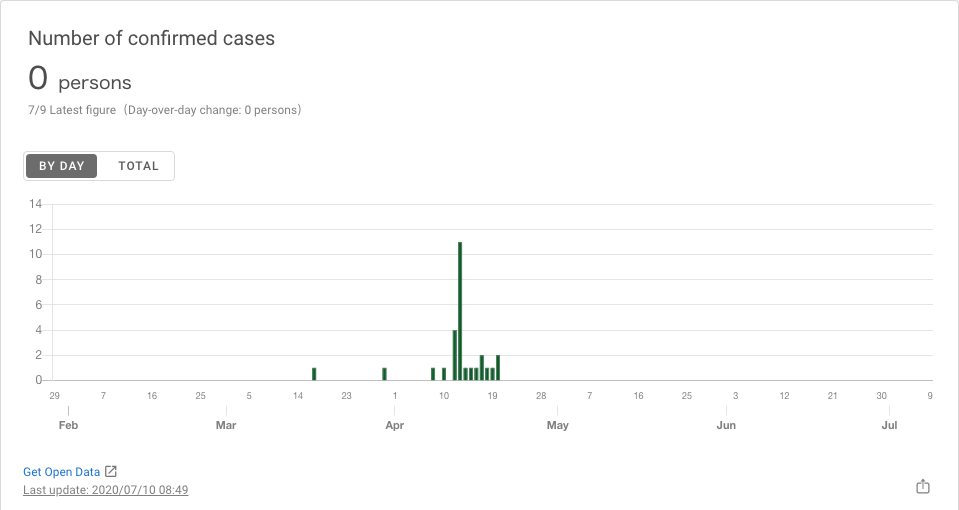 Number of confirmed cases
0 persons
7/9 Latest figure（Day-over-day change: 0 persons）
BY DAY TOTAL
14
12
10
8
6
4
2
0
29 7 16 25 5 14 23 1 10 19 28 7 16 25 3 12 21 30 9
Feb Mar Apr May Jun Jul
Get Open Data
Last update: 2020/07/10 08:49